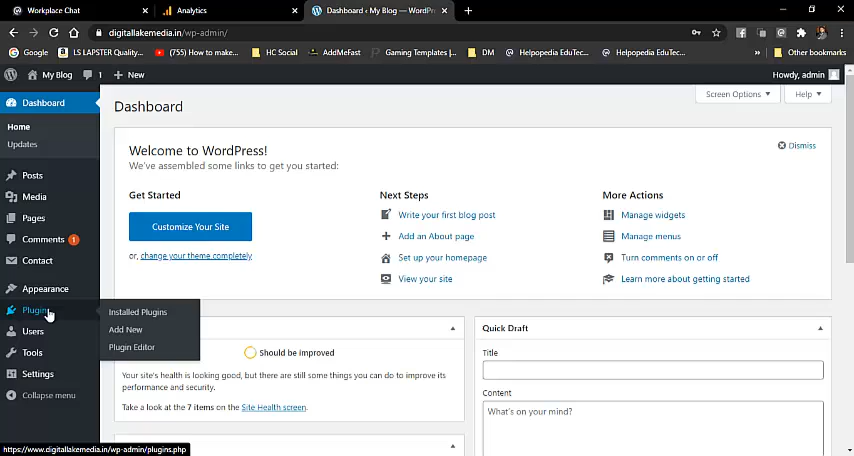 Workplace Chat
Analytics
Dashboard ‹ My Blog — WordPr
digitallakemedia.in/wp-admin/
Google
LS LAPSTER Quality...
(755) How to make...
HC Social
AddMeFast
Gaming Templates |...
DM
Helpopedia EduTec...
Helpopedia EduTec...
»
Other bookmarks
My Blog
1
+ New
Howdy, admin
Dashboard
Home
Updates
Posts
Media
Pages
Comments 1
Contact
Appearance
Plugins
Users
Tools
Settings
Collapse menu
Installed Plugins
Add New
Plugin Editor
Screen Options
Help
Dashboard
Welcome to WordPress!
We've assembled some links to get you started:
Dismiss
Get Started
Customize Your Site
or, change your theme completely
Next Steps
Write your first blog post
Add an About page
Set up your homepage
View your site
More Actions
Manage widgets
Manage menus
Turn comments on or off
Learn more about getting started
Should be improved
Your site's health is looking good, but there are still some things you can do to improve its
performance and security.
Take a look at the 7 items on the Site Health screen.
Quick Draft
Title
Content
What's on your mind?
https://www.digitallakemedia.in/wp-admin/plugins.php